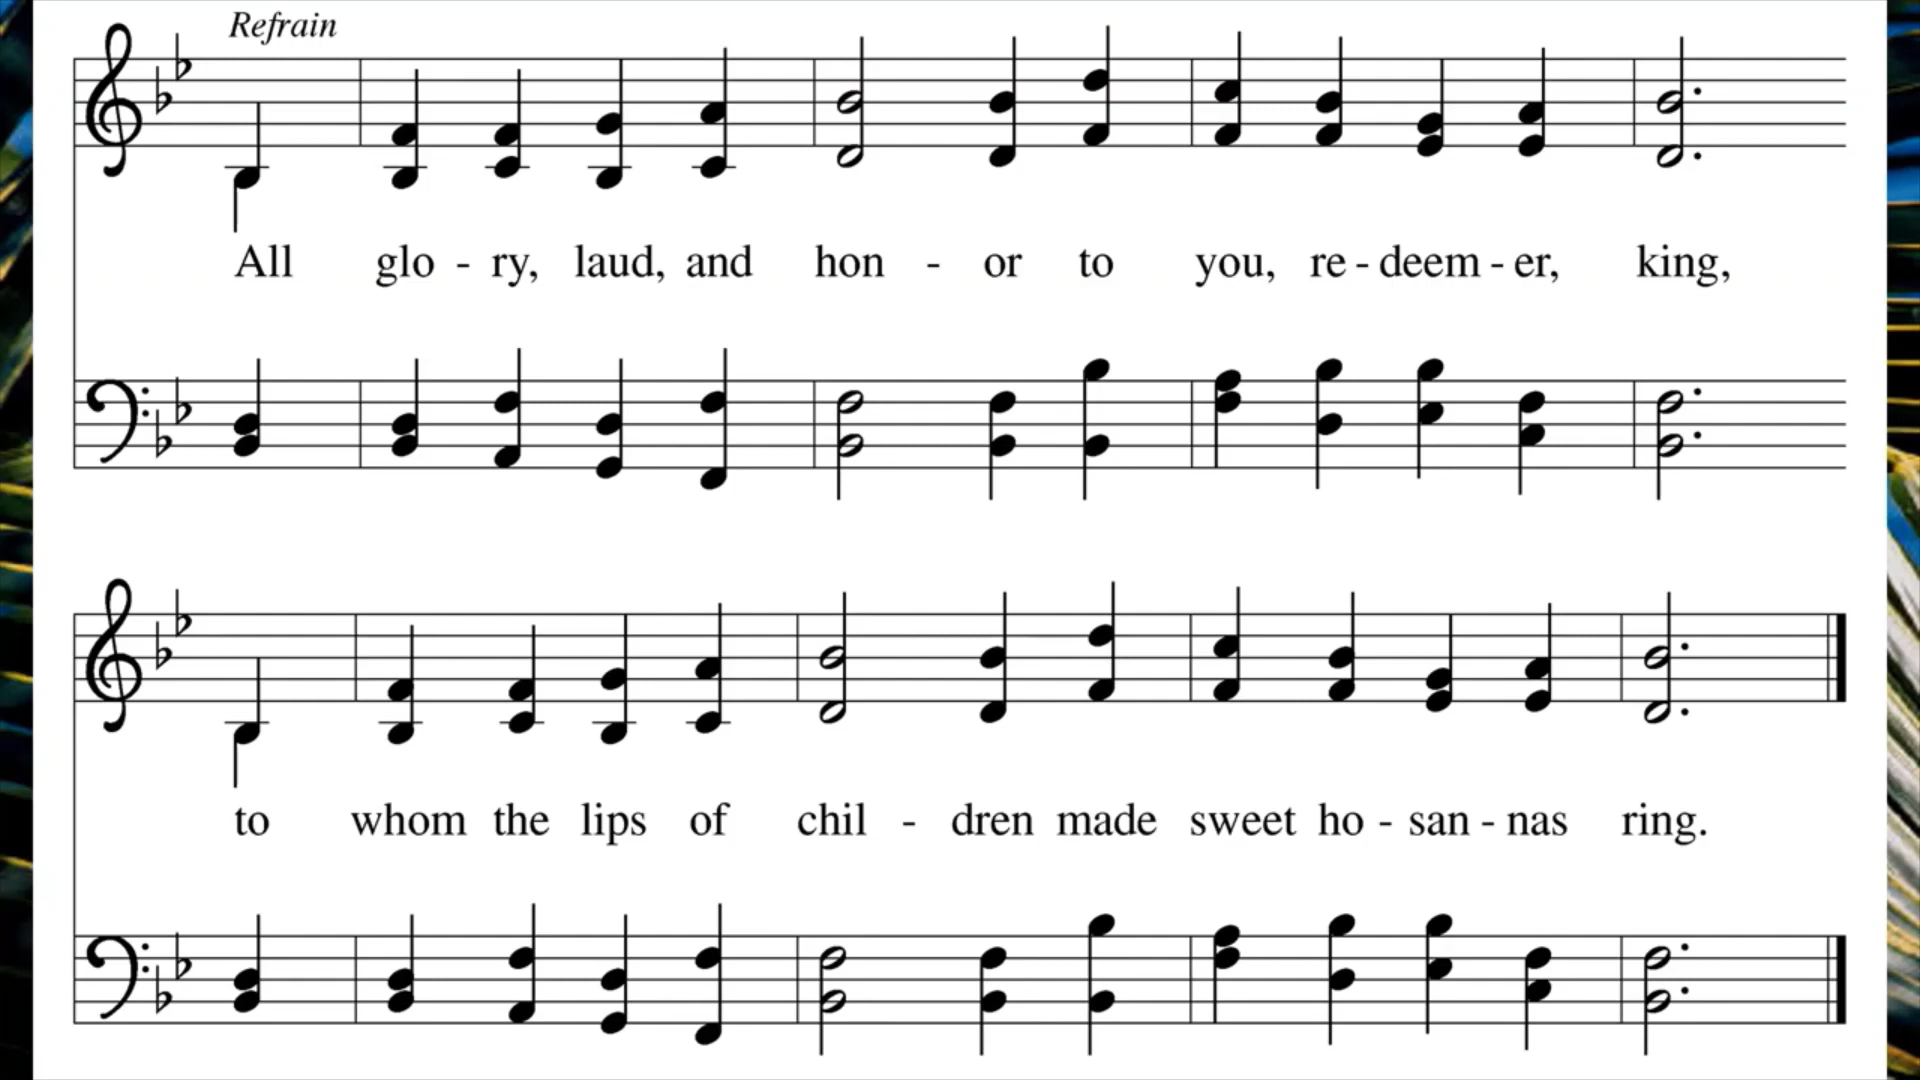 Refrain
All glo - ry, laud, and hon - or to you, re - deem - er, king,
to whom the lips of chil - dren made sweet ho - san - nas ring.